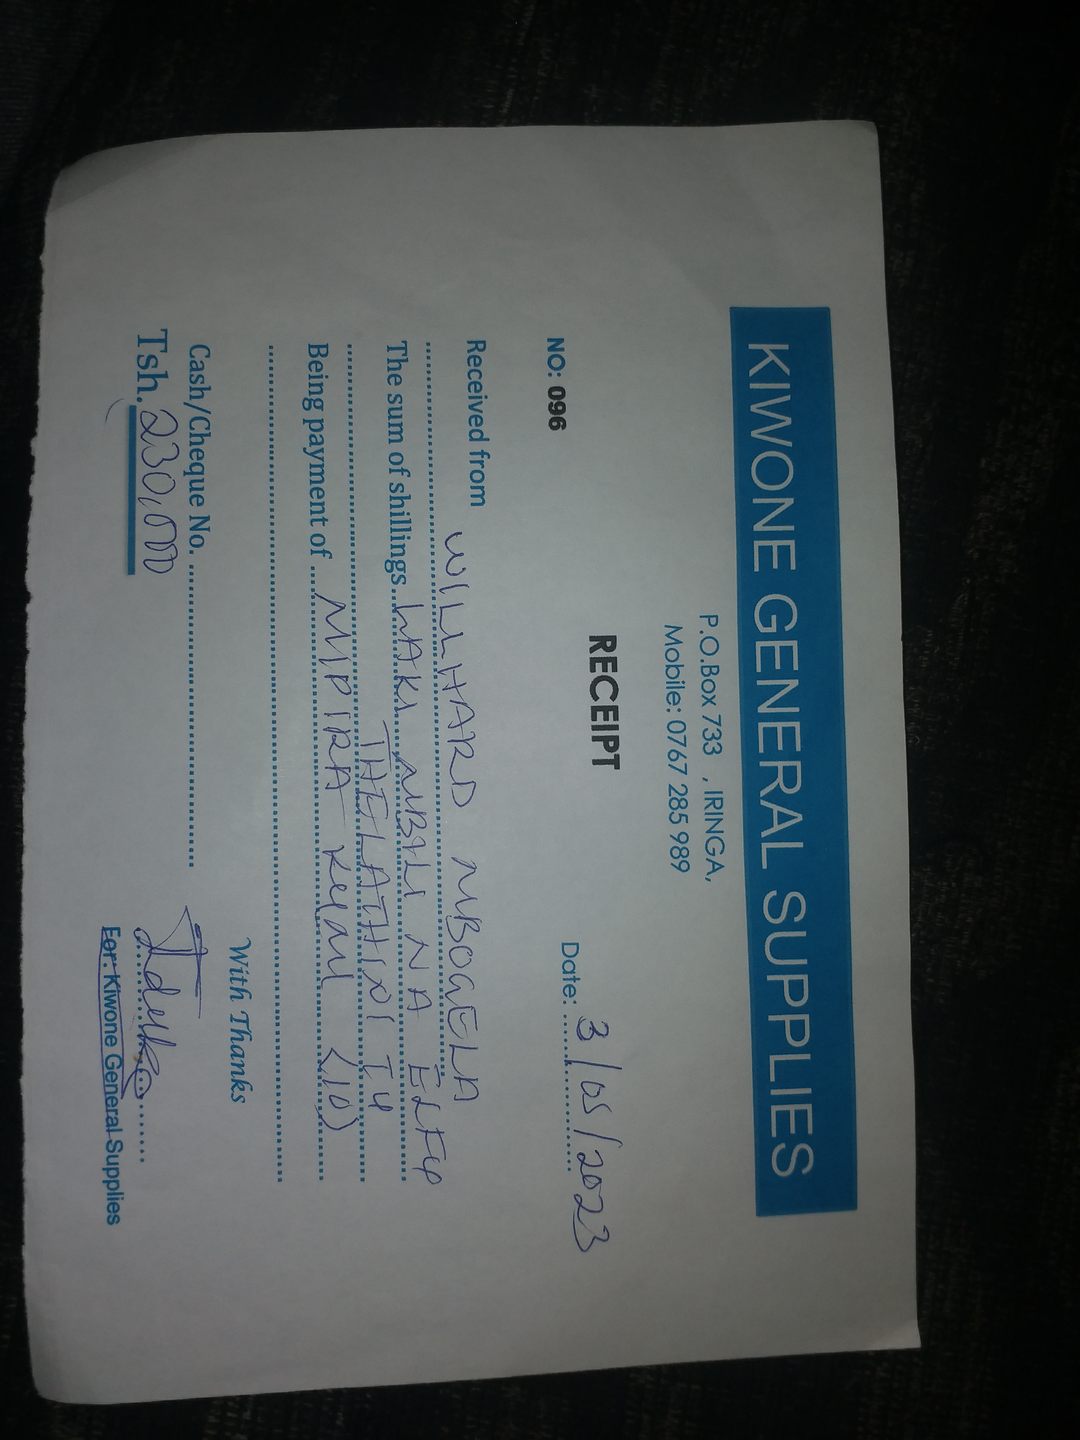 KIWONE GENERAL SUPPLIES
P.O.Box 733 , IRINGA,
Mobile: 0767 285 989
RECEIPT
NO: 096
Date: 3/05/2023
Received from WILLHARD MBOGELA
The sum of shillings LAKI MBILI NA ELFU
THELATHINI TU
Being payment of MIPIRA (10)
Cash/Cheque No.
Tsh. 230,000
With Thanks
For: Kiwone General Supplies